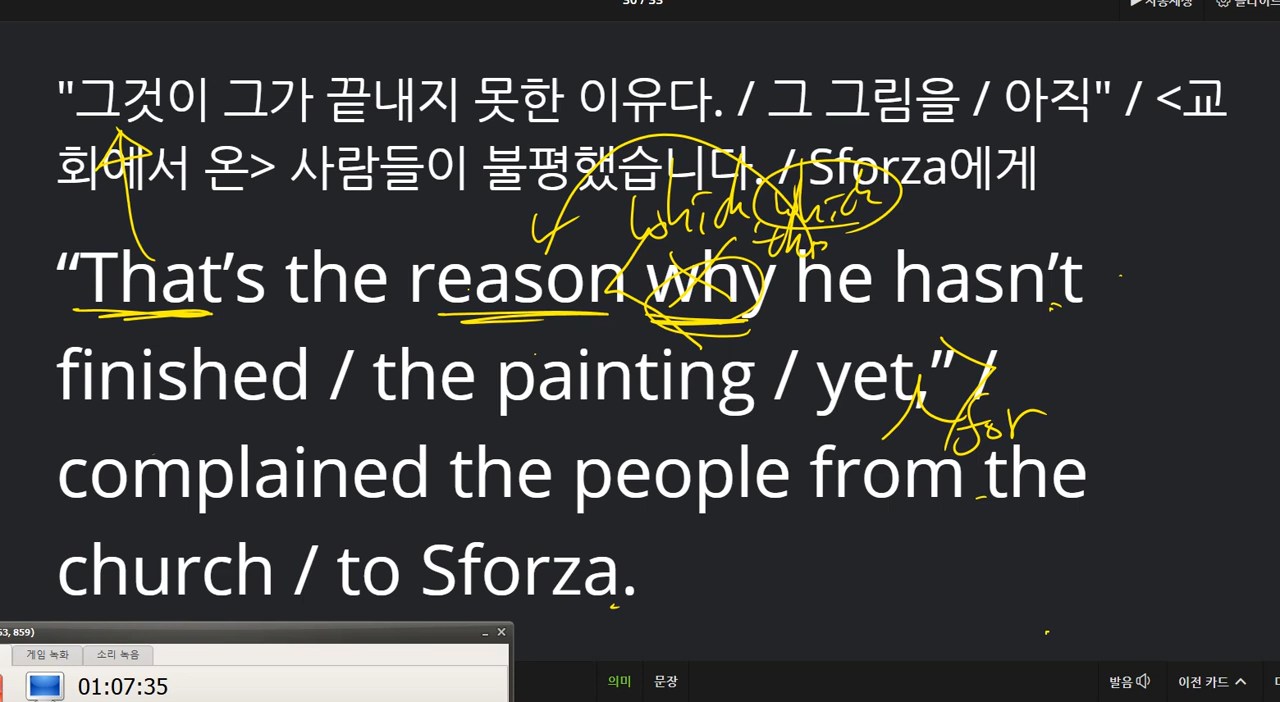 "그것이 그가 끝내지 못한 이유다. / 그 그림을 / 아직" / <교
회에서 온> 사람들이 불평했습니다. / Sforza에게
which which
“That’s the reason why he hasn’t
finished / the painting / yet,” /
for
complained the people from the
church / to Sforza.
게임 녹화 소리 녹음
01:07:35
의미 문장 발음 이전 카드